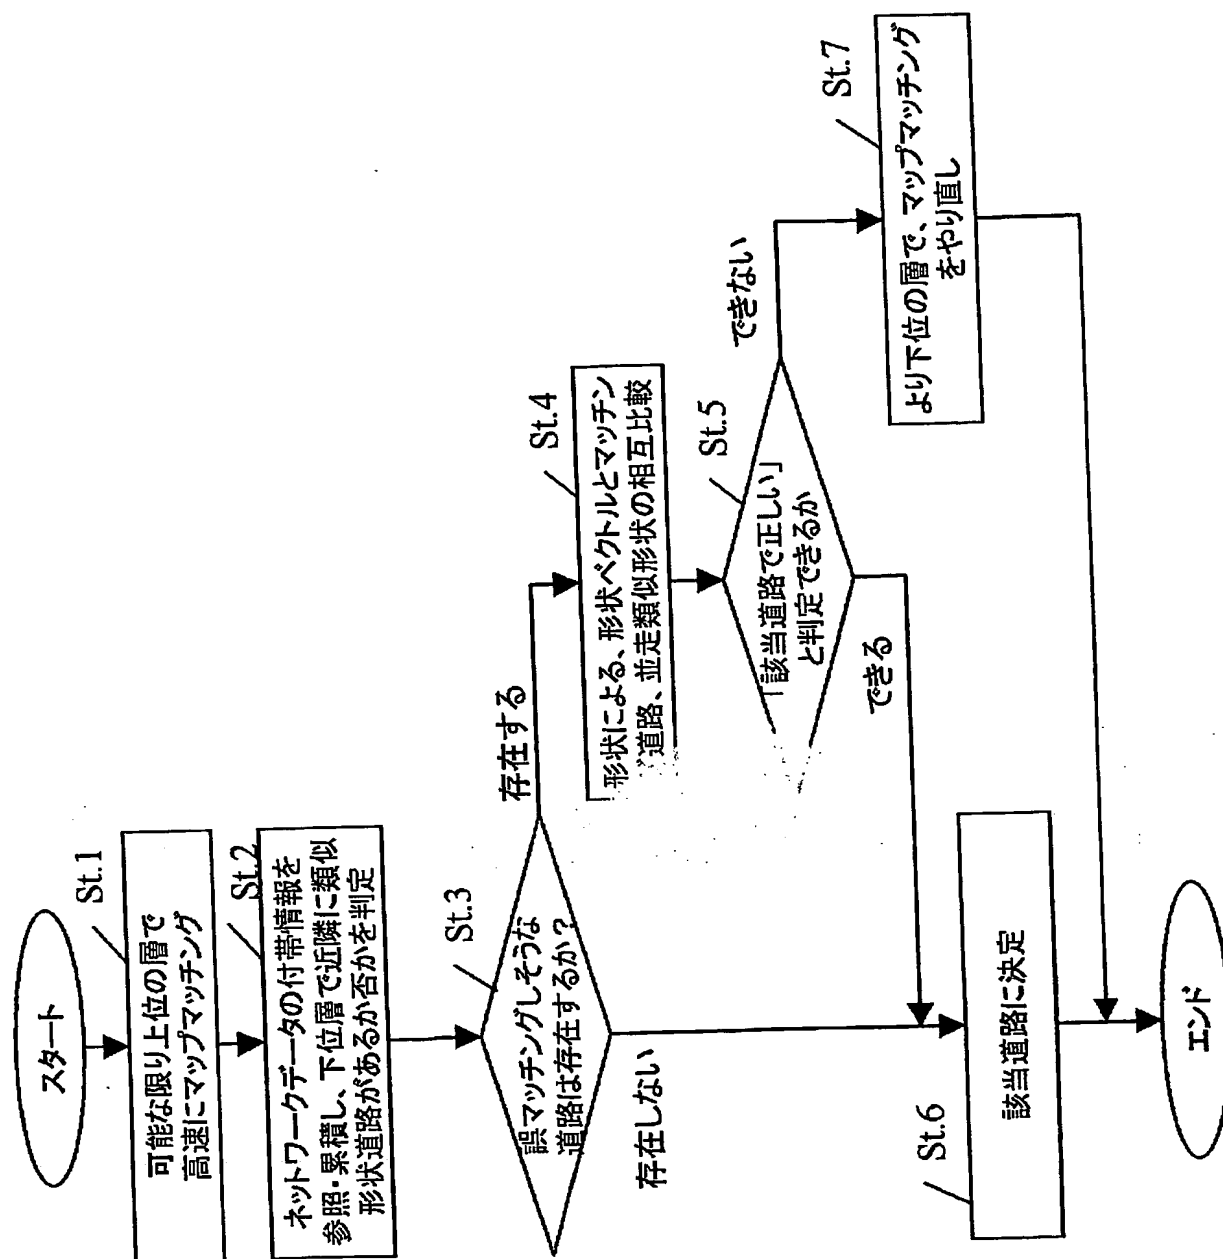 スタート
St.1
可能な限り上位の層で
高速にマップマッチング
St.2
ネットワークデータの付帯情報を
参照・累積し、下位層で近隣に類似
形状道路があるか否かを判定
St.3
誤マッチングしそうな
道路は存在するか?
存在する
存在しない
St.4
形状による、形状ベクトルとマッチン
道路、並走類似形状の相互比較
St.5
「該当道路で正しい」
と判定できるか
できない
できる
St.7
より下位の層で、マップマッチング
をやり直し
St.6
該当道路に決定
エンド